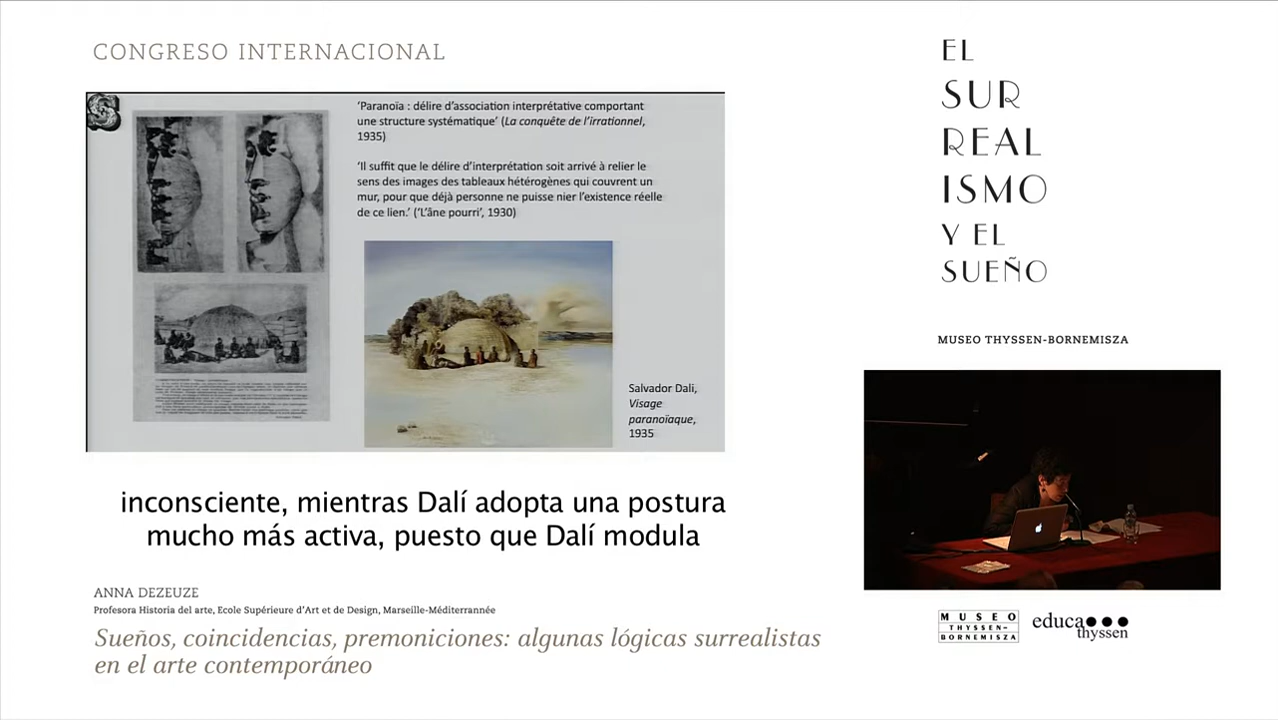 CONGRESO INTERNACIONAL
‘Paranoïa : délire d’association interprétative comportant
une structure systématique’ (La conquête de l’irrationnel,
1935)
‘Il suffit que le délire d’interprétation soit arrivé à relier le
sens des images des tableaux hétérogènes qui couvrent un
mur, pour que déjà personne ne puisse nier l’existence réelle
de ce lien.’ (‘L’âne pourri’, 1930)
Salvador Dalí,
Visage
paranoïaque,
1935
inconsciente, mientras Dalí adopta una postura
mucho más activa, puesto que Dalí modula
ANNA DEZEUZE
Profesora Historia del arte, Ecole Supérieure d’Art et de Design, Marseille-Méditerrannée
Sueños, coincidencias, premoniciones: algunas lógicas surrealistas
en el arte contemporáneo
EL
SUR
REAL
ISMO
Y EL
SUEÑO
MUSEO THYSSEN-BORNEMISZA
MUSEO
THYSSEN-
BORNEMISZA
educa
thyssen